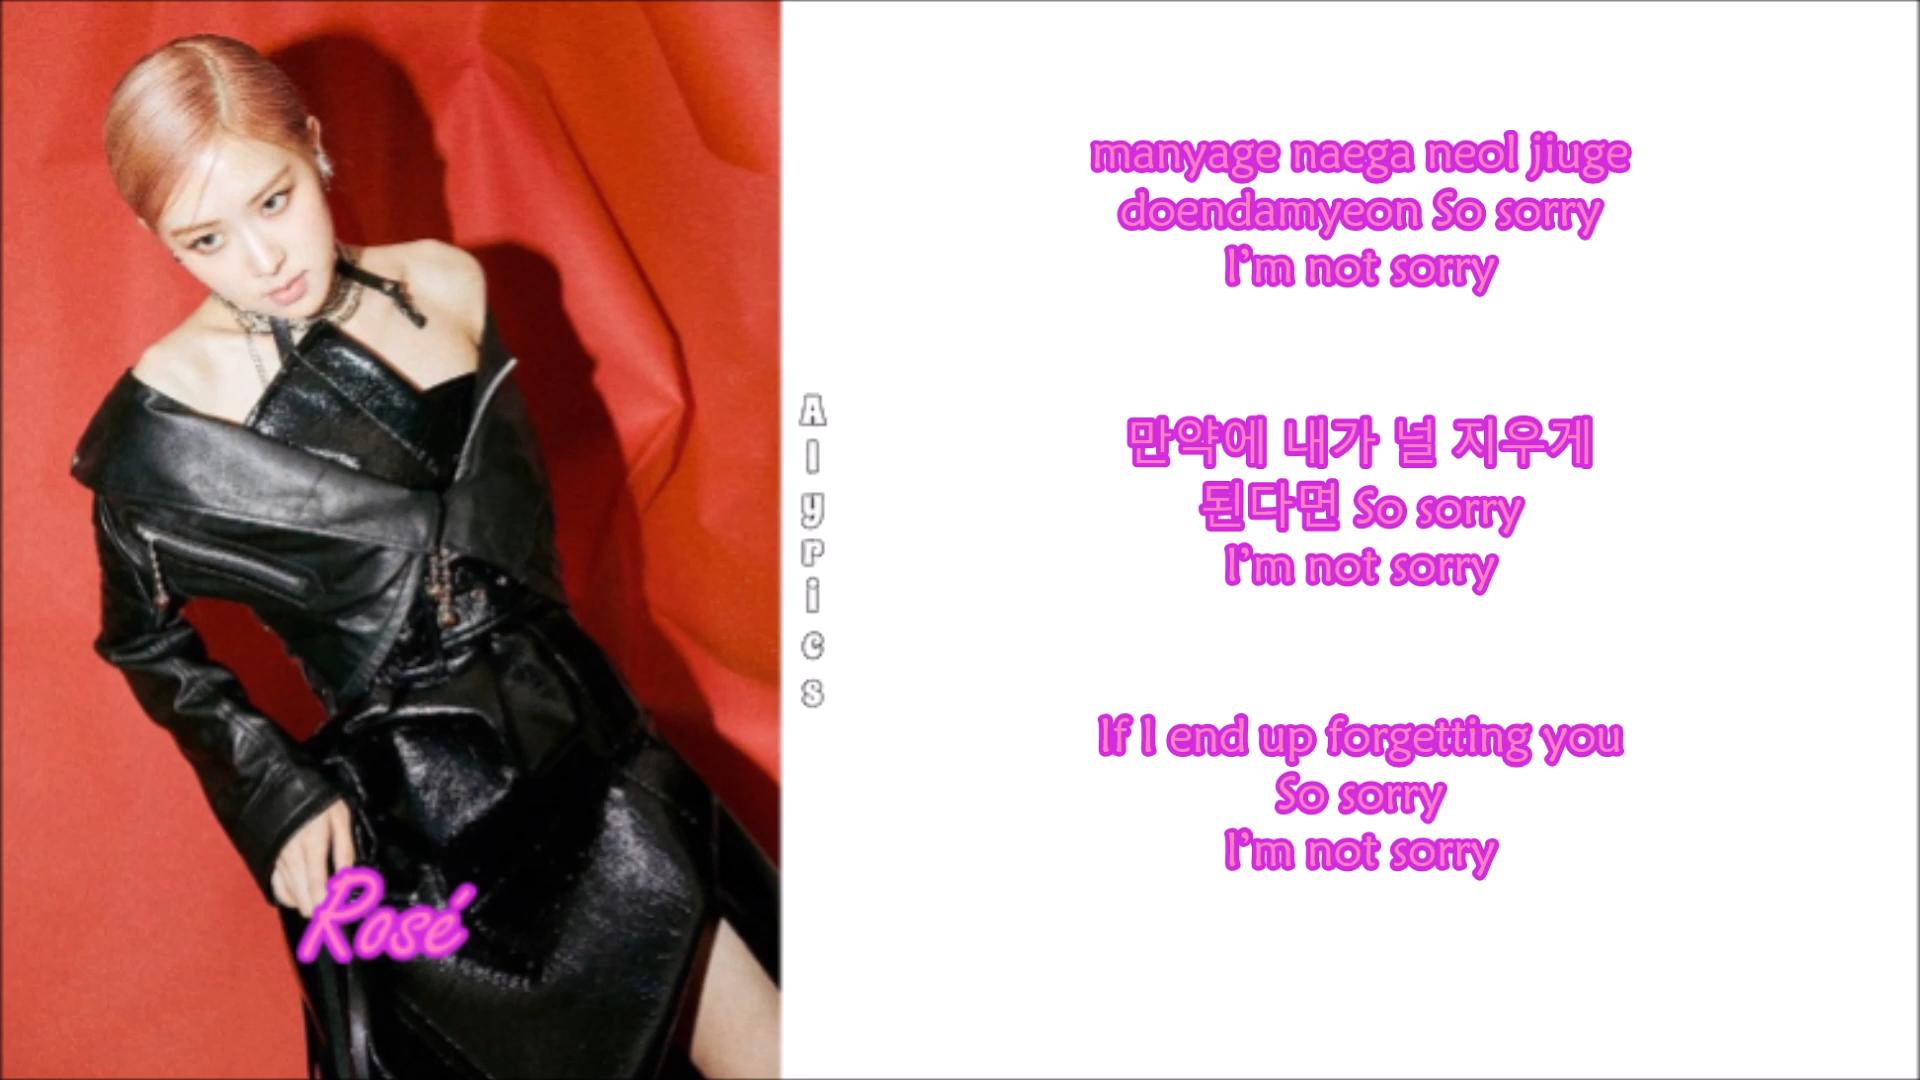 manyage naega neol jiuge
doendamyeon So sorry
I'm not sorry
만약에 내가 널 지우게
된다면 So sorry
I'm not sorry
If I end up forgetting you
So sorry
I'm not sorry
Alyrics
Rosé